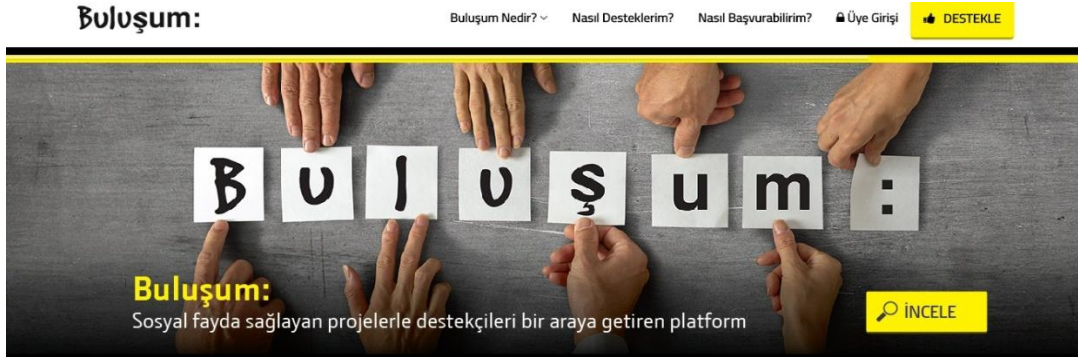 Buluşum:
Buluşum Nedir? Nasıl Desteklerim? Nasıl Başvurabilirim? Üye Girişi DESTEKLE
Buluşum:
Buluşum:
Sosyal fayda sağlayan projelerle destekçileri bir araya getiren platform
İNCELE